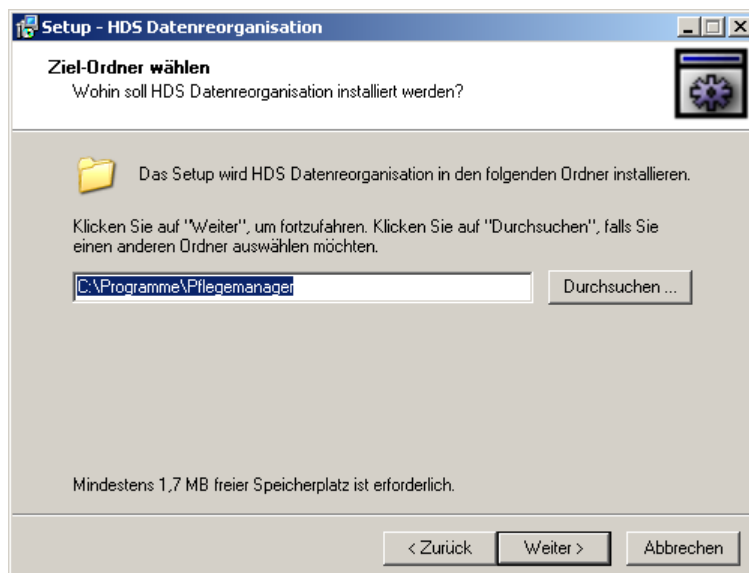 Setup - HDS Datenreorganisation
Ziel-Ordner wählen
Wohin soll HDS Datenreorganisation installiert werden?
Das Setup wird HDS Datenreorganisation in den folgenden Ordner installieren.
Klicken Sie auf "Weiter", um fortzufahren. Klicken Sie auf "Durchsuchen", falls Sie
einen anderen Ordner auswählen möchten.
C:\Programme\Pflegemanager
Durchsuchen ...
Mindestens 1,7 MB freier Speicherplatz ist erforderlich.
< Zurück
Weiter >
Abbrechen